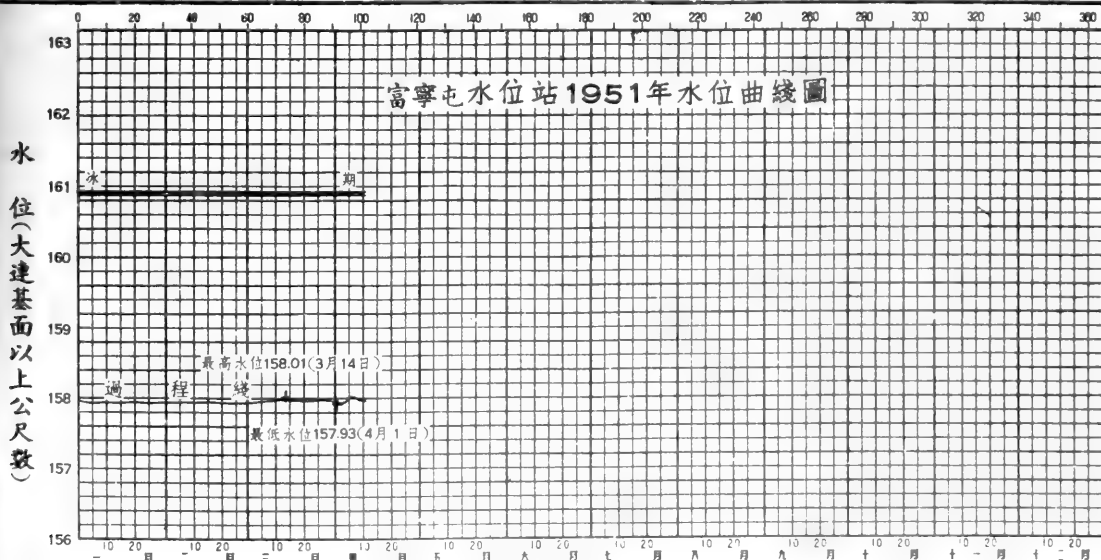 0 20 40 60 80 100 120 140 160 180 200 220 240 260 280 300 320 340 360
富寧屯水位站1951年水位曲綫圖
水位(大連基面以上公尺數)
163
162
161
160
159
158
157
156
冰期
最高水位158.01(3月14日)
過程綫
最低水位157.93(4月1日)
10 20 10 20 10 20 10 20 10 20 10 20 10 20 10 20 10 20 10 20 10 20 10 20
一月 二月 三月 五月 六月 七月 八月 九月 十月 十一月 十二月